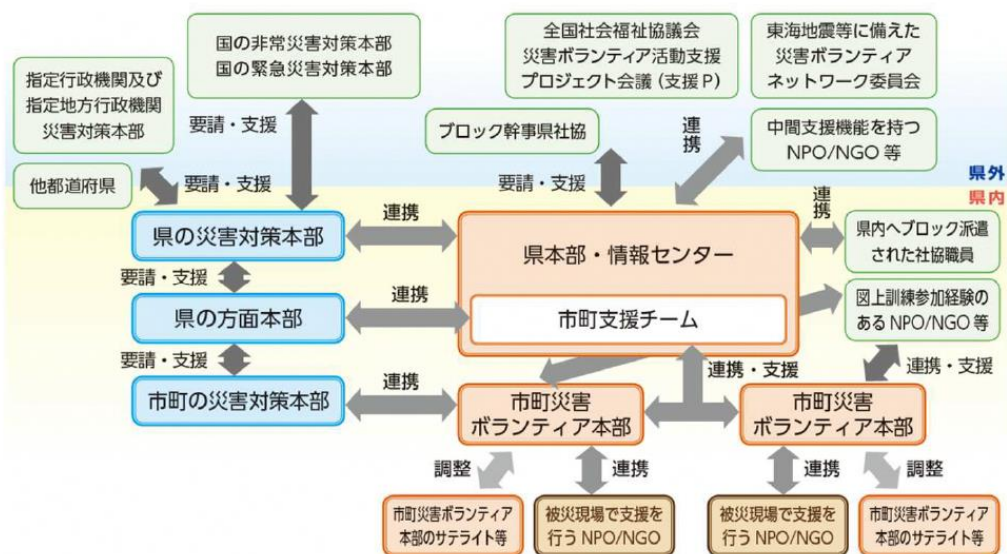 国の非常災害対策本部
国の緊急災害対策本部
全国社会福祉協議会
災害ボランティア活動支援
プロジェクト会議（支援P）
東海地震等に備えた
災害ボランティア
ネットワーク委員会
指定行政機関及び
指定地方行政機関
災害対策本部
要請・支援
ブロック幹事県社協
連携
中間支援機能を持つ
NPO/NGO 等
他都道府県
要請・支援
要請・支援
県外
県内
県の災害対策本部
連携
県本部・情報センター
連携
県内へブロック派遣
された社協職員
要請・支援
県の方面本部
連携
市町支援チーム
図上訓練参加経験の
ある NPO/NGO 等
要請・支援
連携・支援
連携・支援
市町の災害対策本部
連携
市町災害
ボランティア本部
市町災害
ボランティア本部
調整
連携
連携
調整
市町災害ボランティア
本部のサテライト等
被災現場で支援を
行う NPO/NGO
被災現場で支援を
行う NPO/NGO
市町災害ボランティア
本部のサテライト等